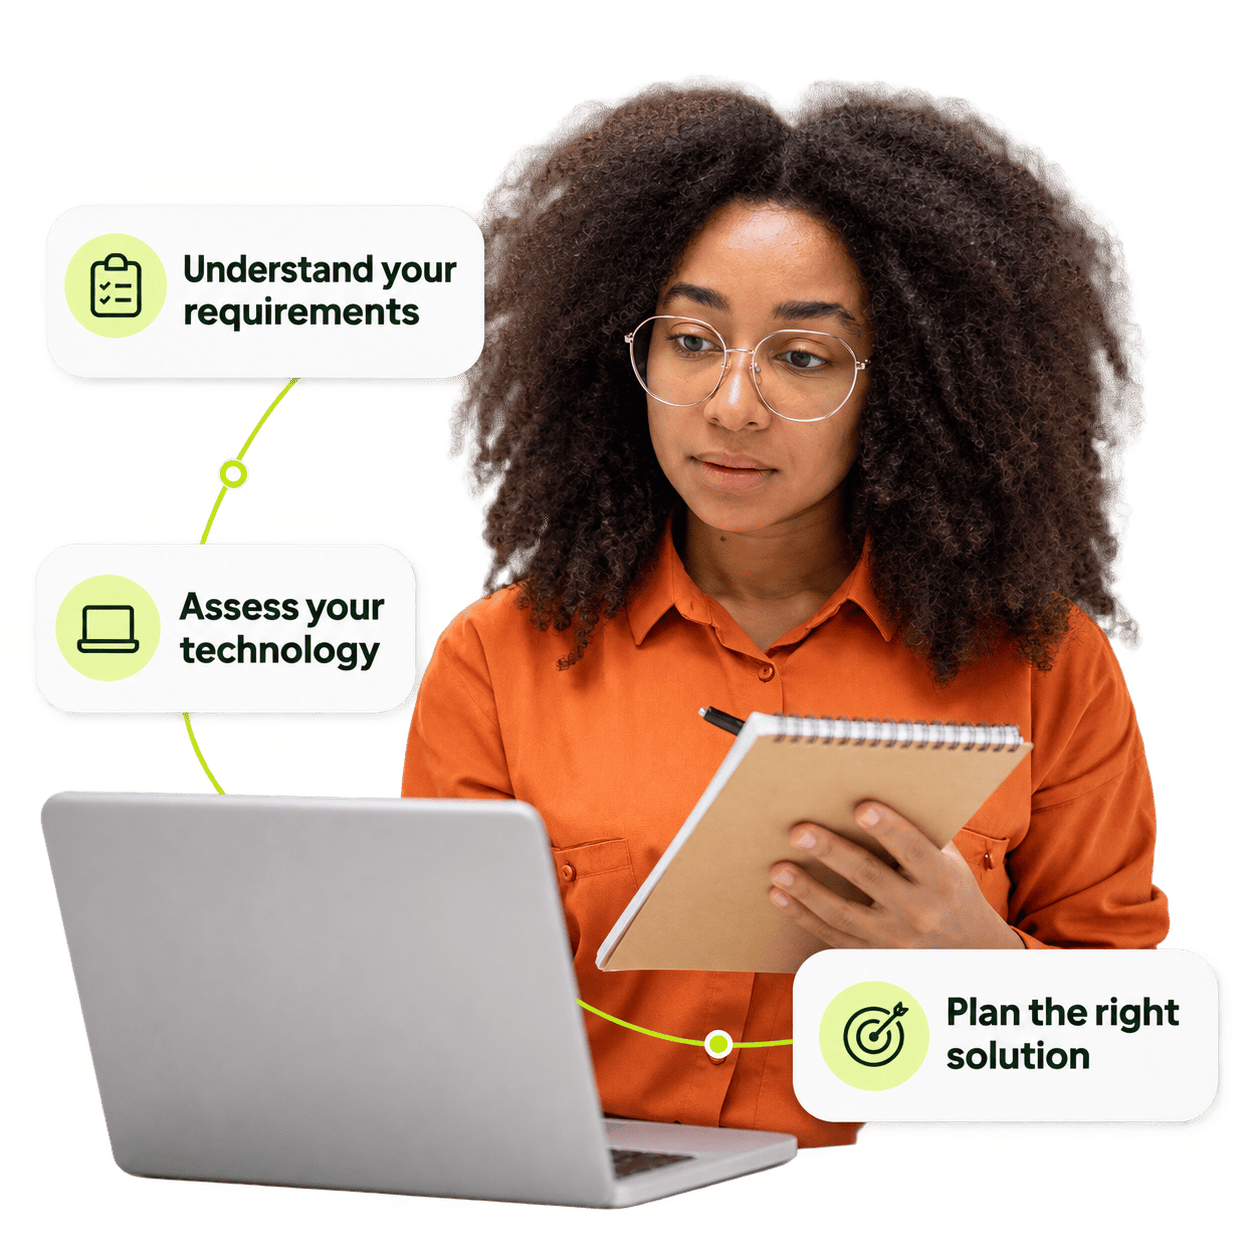 Understand your
requirements
Assess your
technology
Plan the right
solution